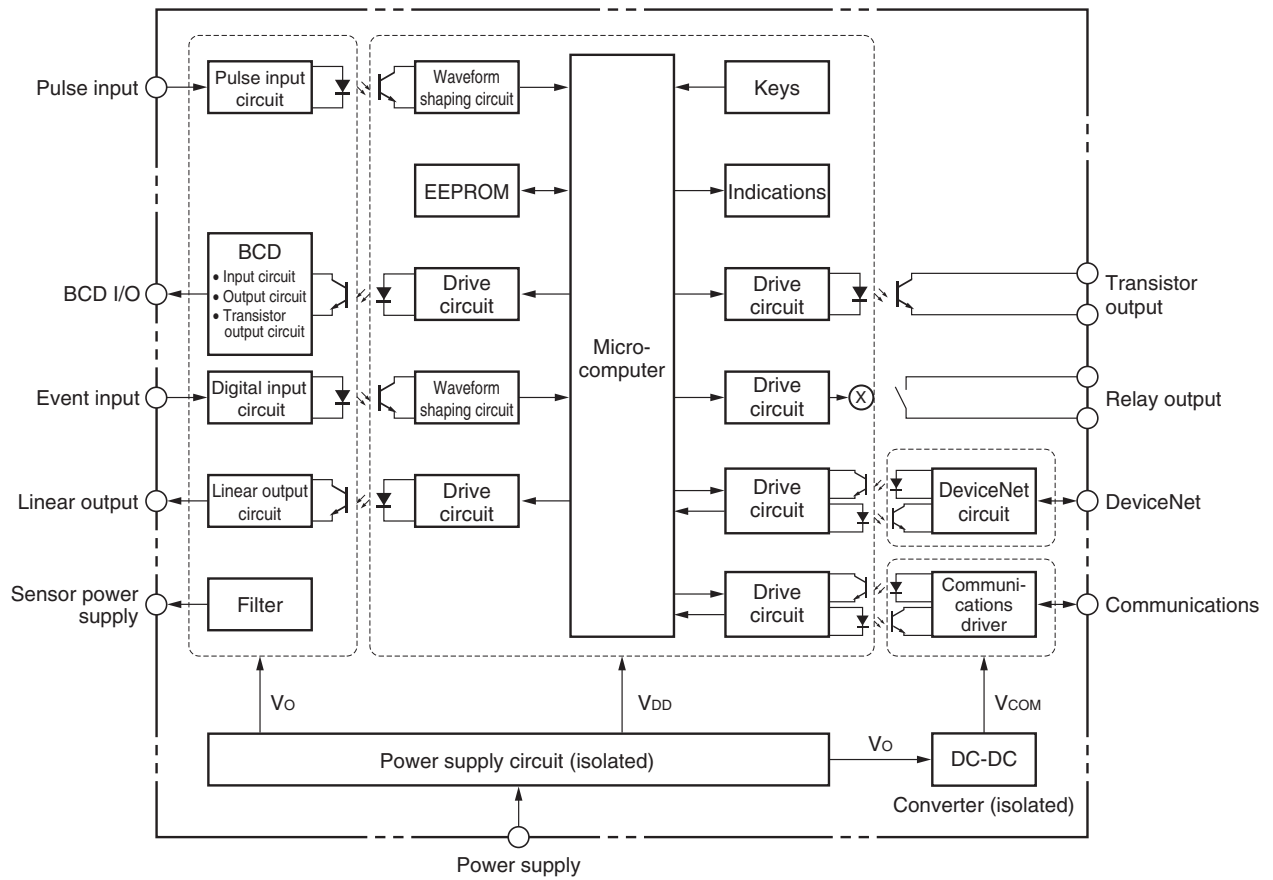 Pulse input
Pulse input
circuit
Waveform
shaping circuit
Keys
EEPROM
Indications
BCD I/O
BCD
• Input circuit
• Output circuit
• Transistor
output circuit
Drive
circuit
Micro-
computer
Drive
circuit
Transistor
output
Event input
Digital input
circuit
Waveform
shaping circuit
Drive
circuit
X
Relay output
Linear output
Linear output
circuit
Drive
circuit
Drive
circuit
DeviceNet
circuit
DeviceNet
Sensor power
supply
Filter
Drive
circuit
Communi-
cations
driver
Communications
VO
VDD
VCOM
Power supply circuit (isolated)
VO
DC-DC
Converter (isolated)
Power supply